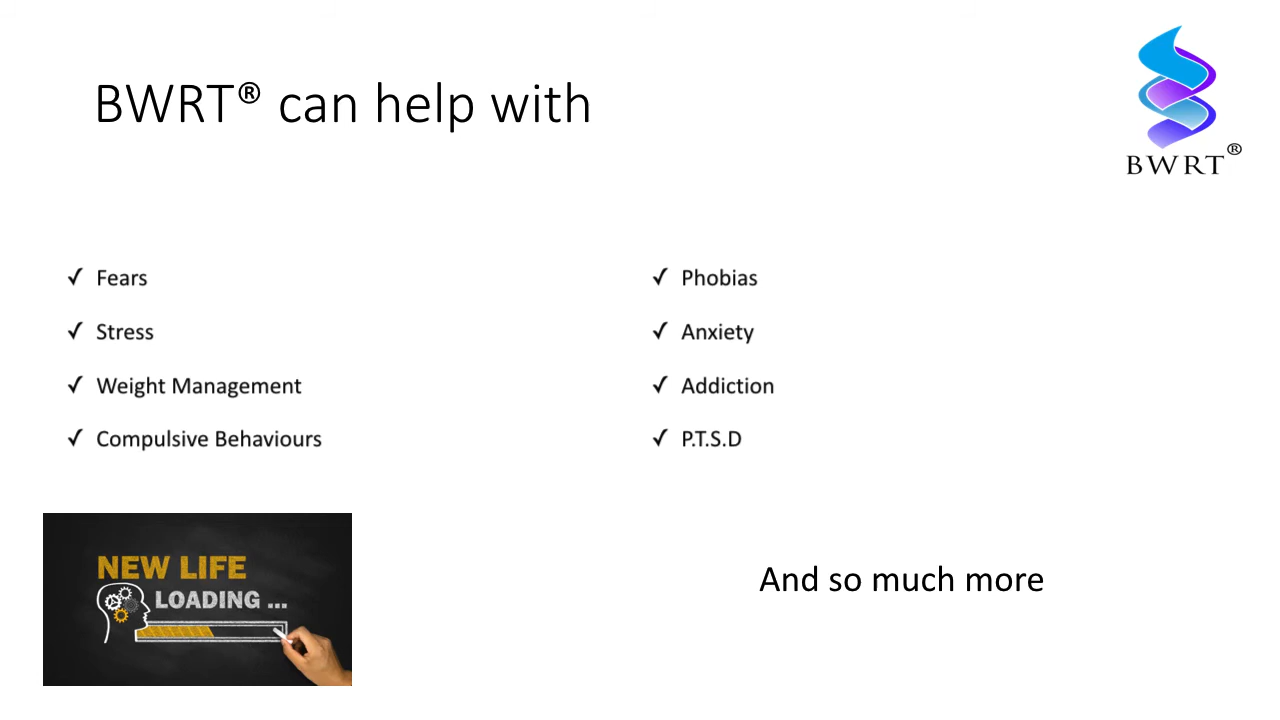 BWRT® can help with
BWRT®
✓ Fears
✓ Stress
✓ Weight Management
✓ Compulsive Behaviours
✓ Phobias
✓ Anxiety
✓ Addiction
✓ P.T.S.D
NEW LIFE
LOADING ...
And so much more